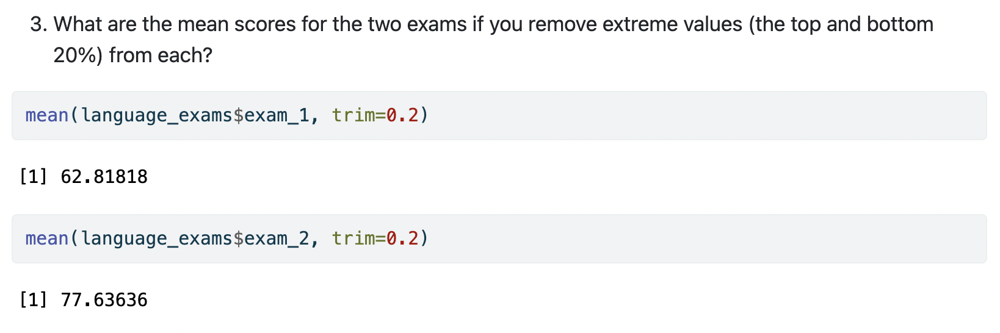 3. What are the mean scores for the two exams if you remove extreme values (the top and bottom
20%) from each?
mean(language_exams$exam_1, trim=0.2)
[1] 62.81818
mean(language_exams$exam_2, trim=0.2)
[1] 77.63636